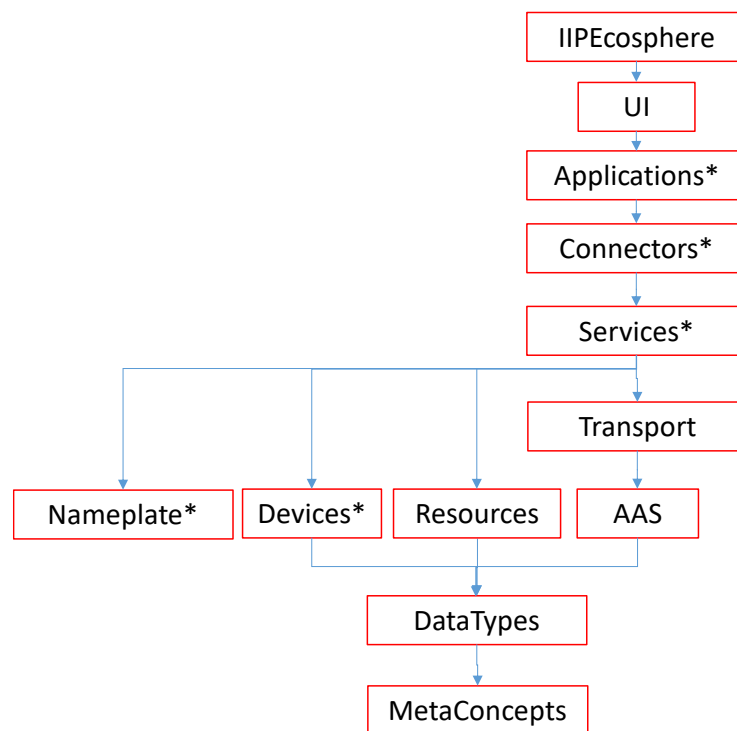 IIPEcosphere
UI
Applications*
Connectors*
Services*
Transport
Nameplate*
Devices*
Resources
AAS
DataTypes
MetaConcepts